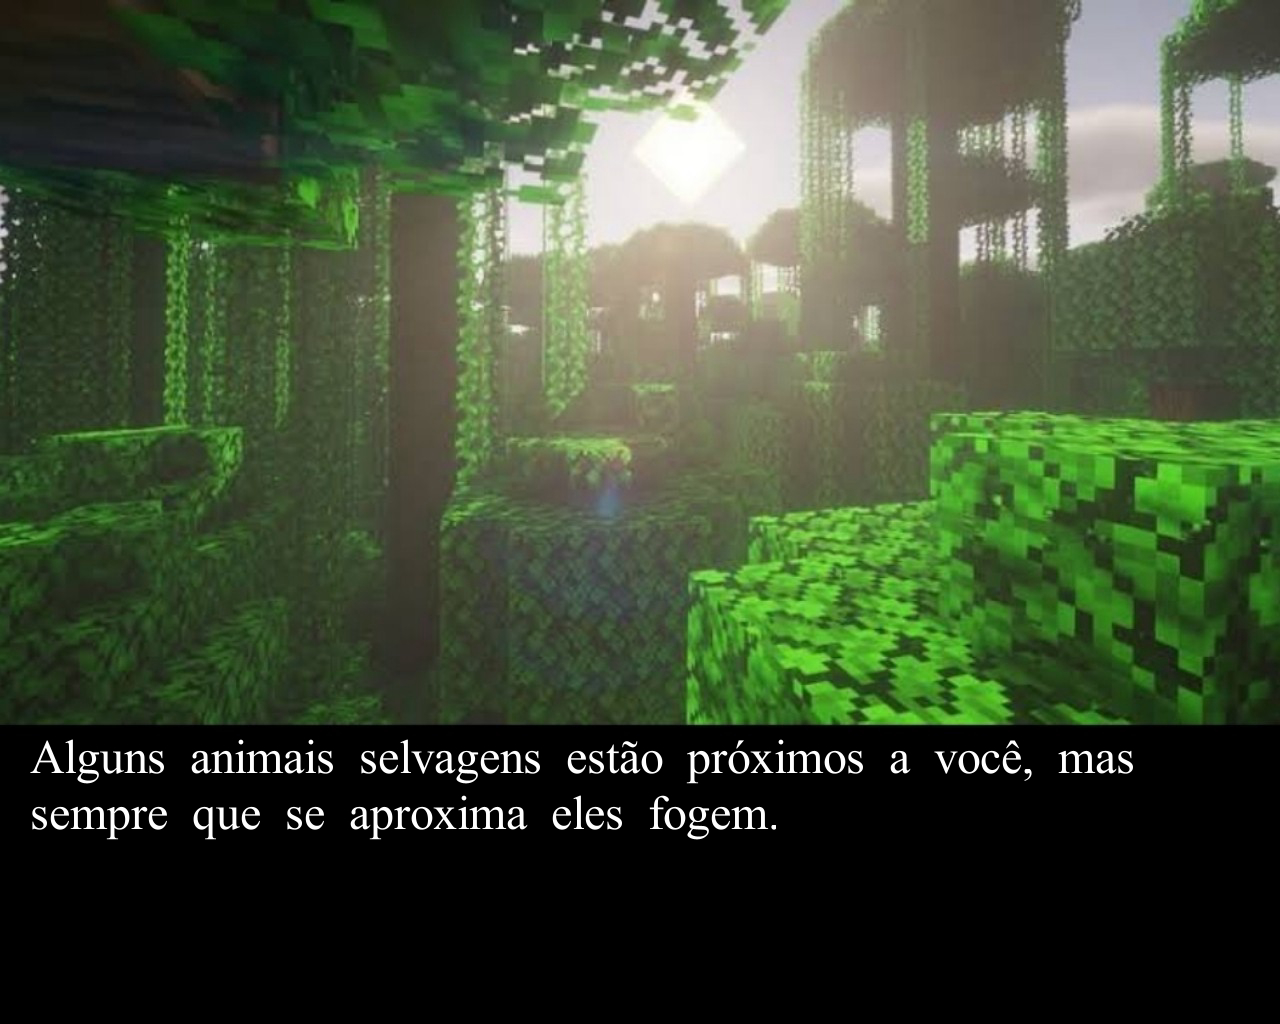 Alguns animais selvagens estão próximos a você, mas
sempre que se aproxima eles fogem.